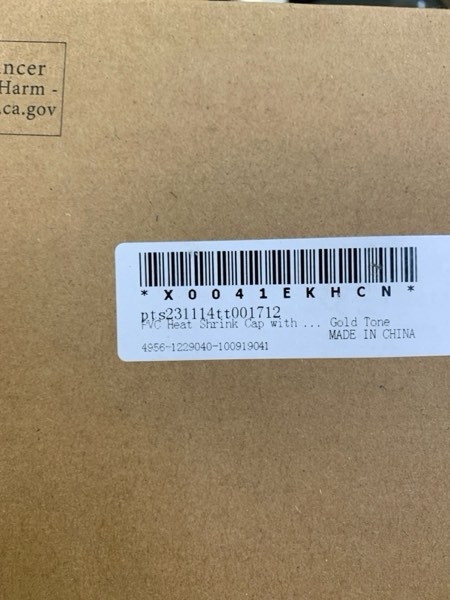 ncer
Harm -
.ca.gov
* X 0 0 4 1 E K H C N *
pts231114tt001712
PVC Heat Shrink Cap with ... Gold Tone
MADE IN CHINA
4956-1229040-100919041